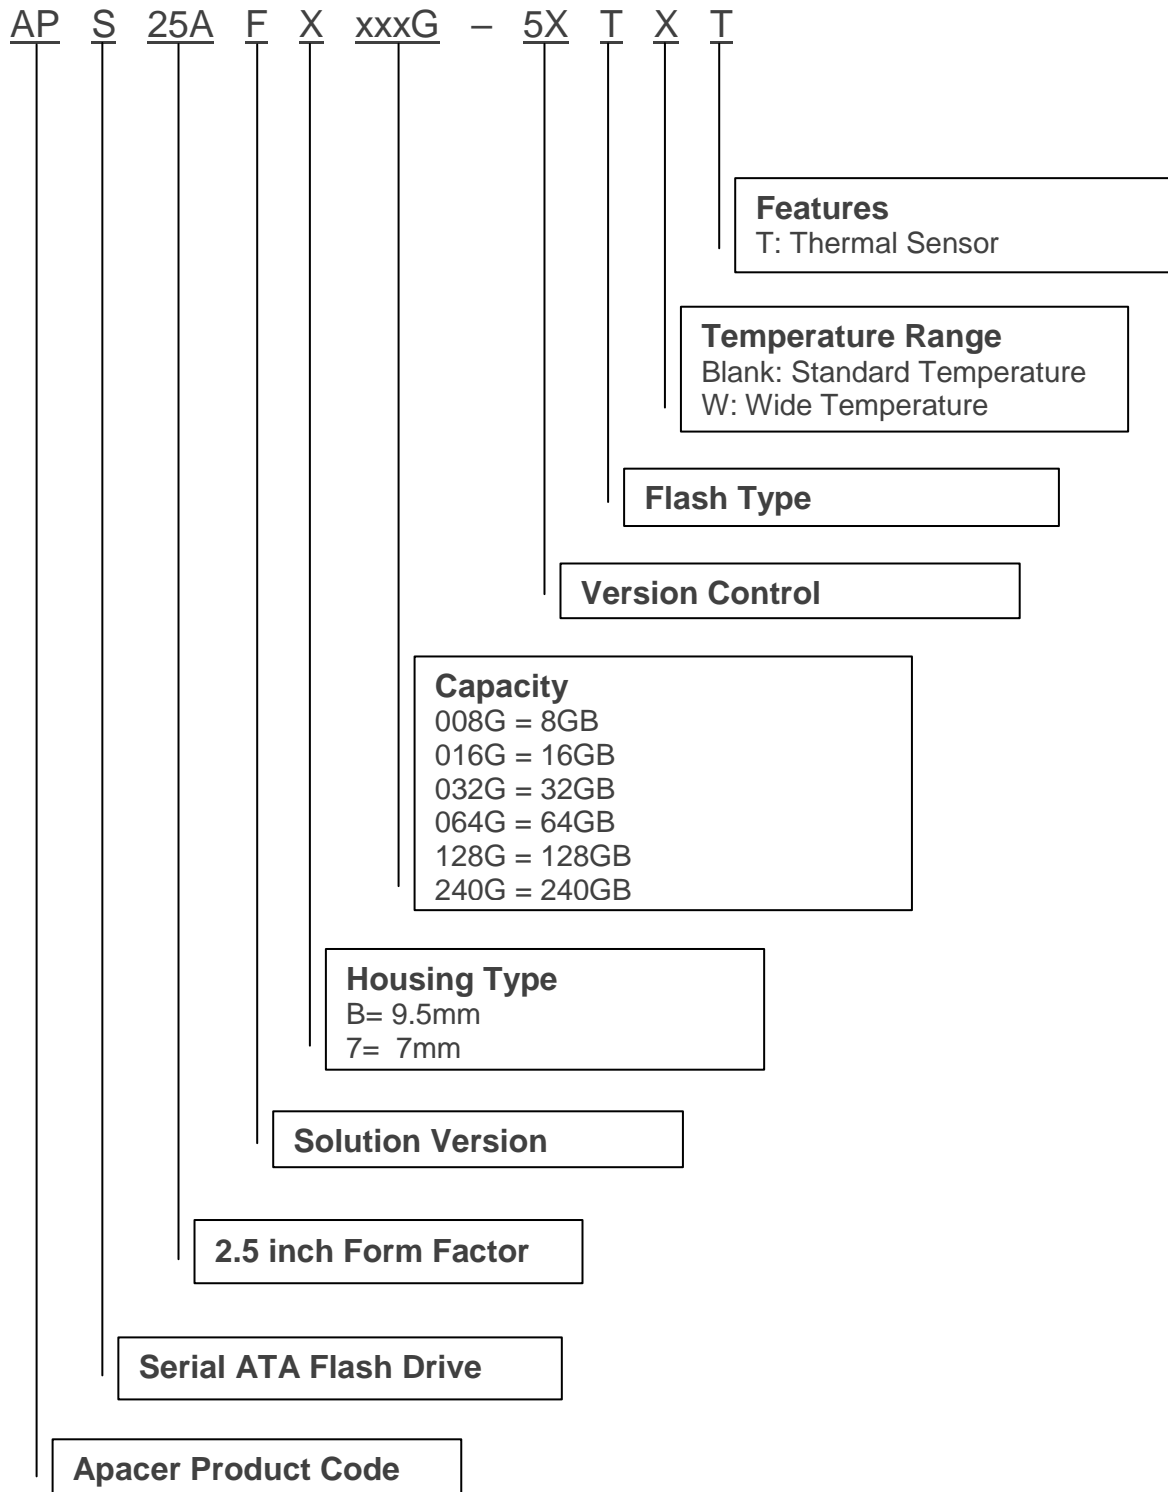 AP S 25A F X xxxG – 5X T X T
Features
T: Thermal Sensor
Temperature Range
Blank: Standard Temperature
W: Wide Temperature
Flash Type
Version Control
Capacity
008G = 8GB
016G = 16GB
032G = 32GB
064G = 64GB
128G = 128GB
240G = 240GB
Housing Type
B= 9.5mm
7= 7mm
Solution Version
2.5 inch Form Factor
Serial ATA Flash Drive
Apacer Product Code